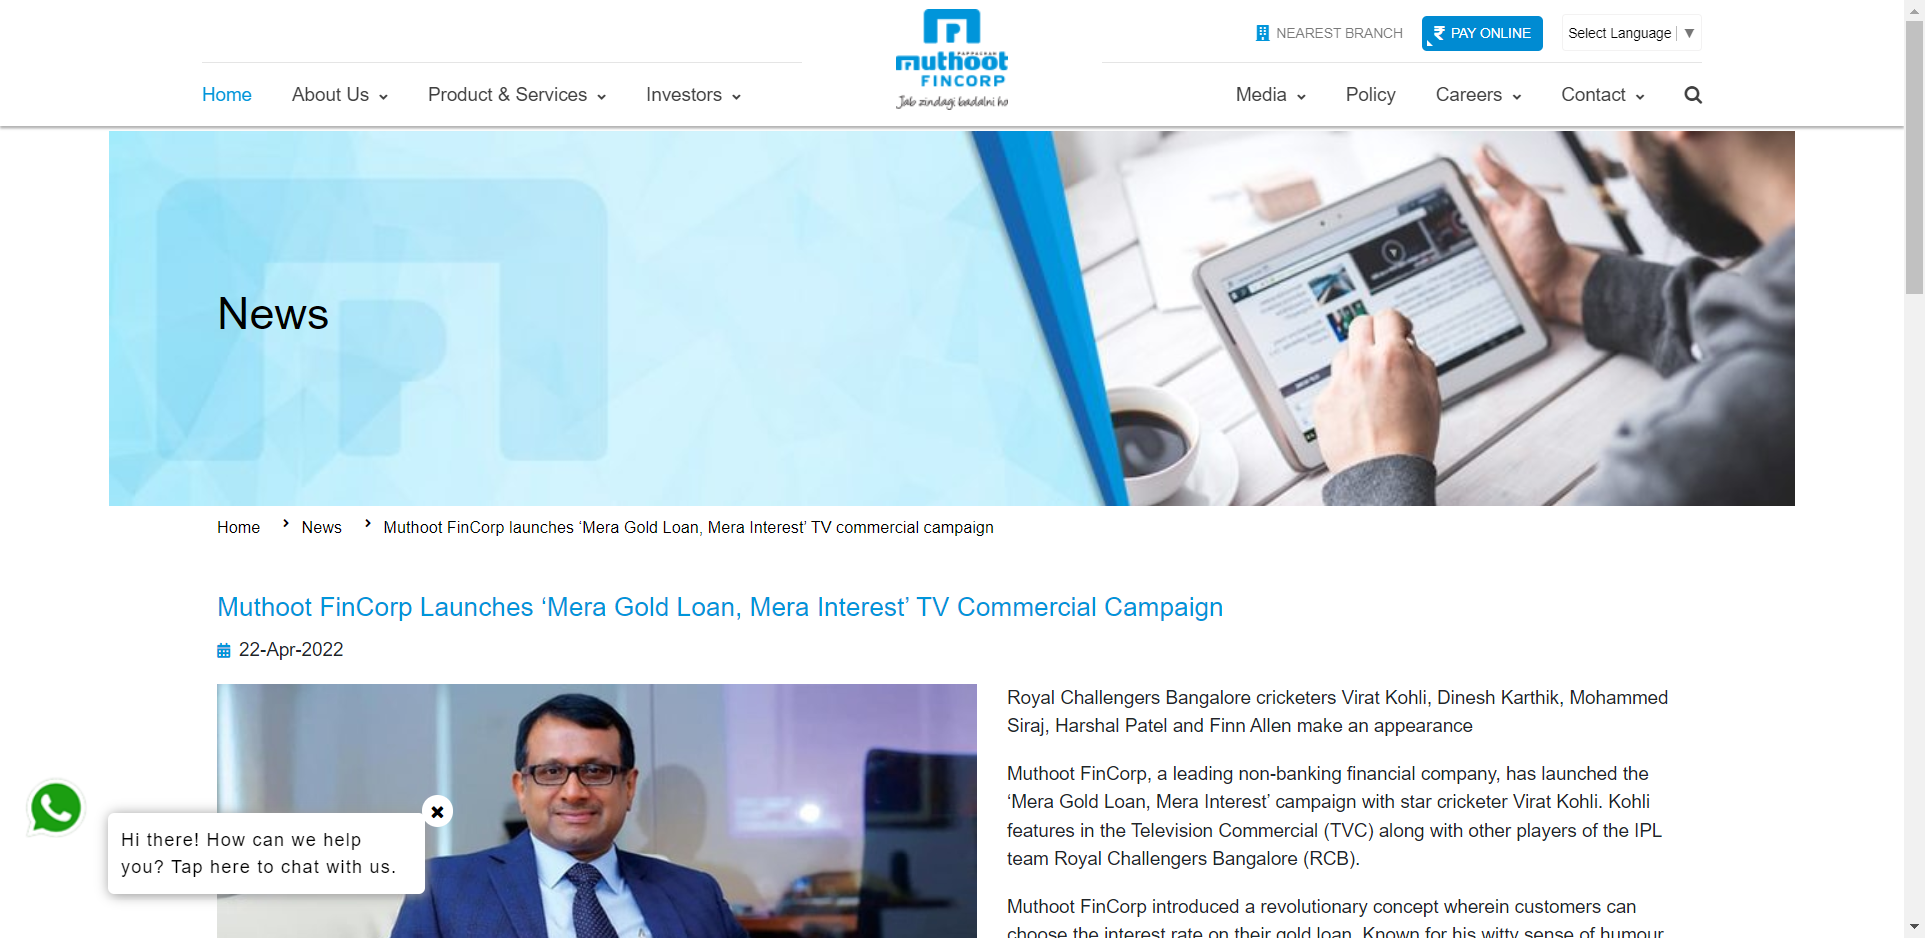 NEAREST BRANCH
PAY ONLINE
Select Language ▼
PAPPACHAN
muthoot
FINCORP
Jab zindagi badalni ho
Home
About Us
Product & Services
Investors
Media
Policy
Careers
Contact
News
Home › News › Muthoot FinCorp launches ‘Mera Gold Loan, Mera Interest’ TV commercial campaign
Muthoot FinCorp Launches ‘Mera Gold Loan, Mera Interest’ TV Commercial Campaign
22-Apr-2022
Royal Challengers Bangalore cricketers Virat Kohli, Dinesh Karthik, Mohammed
Siraj, Harshal Patel and Finn Allen make an appearance
Muthoot FinCorp, a leading non-banking financial company, has launched the
‘Mera Gold Loan, Mera Interest’ campaign with star cricketer Virat Kohli. Kohli
features in the Television Commercial (TVC) along with other players of the IPL
team Royal Challengers Bangalore (RCB).
Muthoot FinCorp introduced a revolutionary concept wherein customers can
choose the interest rate on their gold loan. Known for his witty sense of humour
Hi there! How can we help
you? Tap here to chat with us.